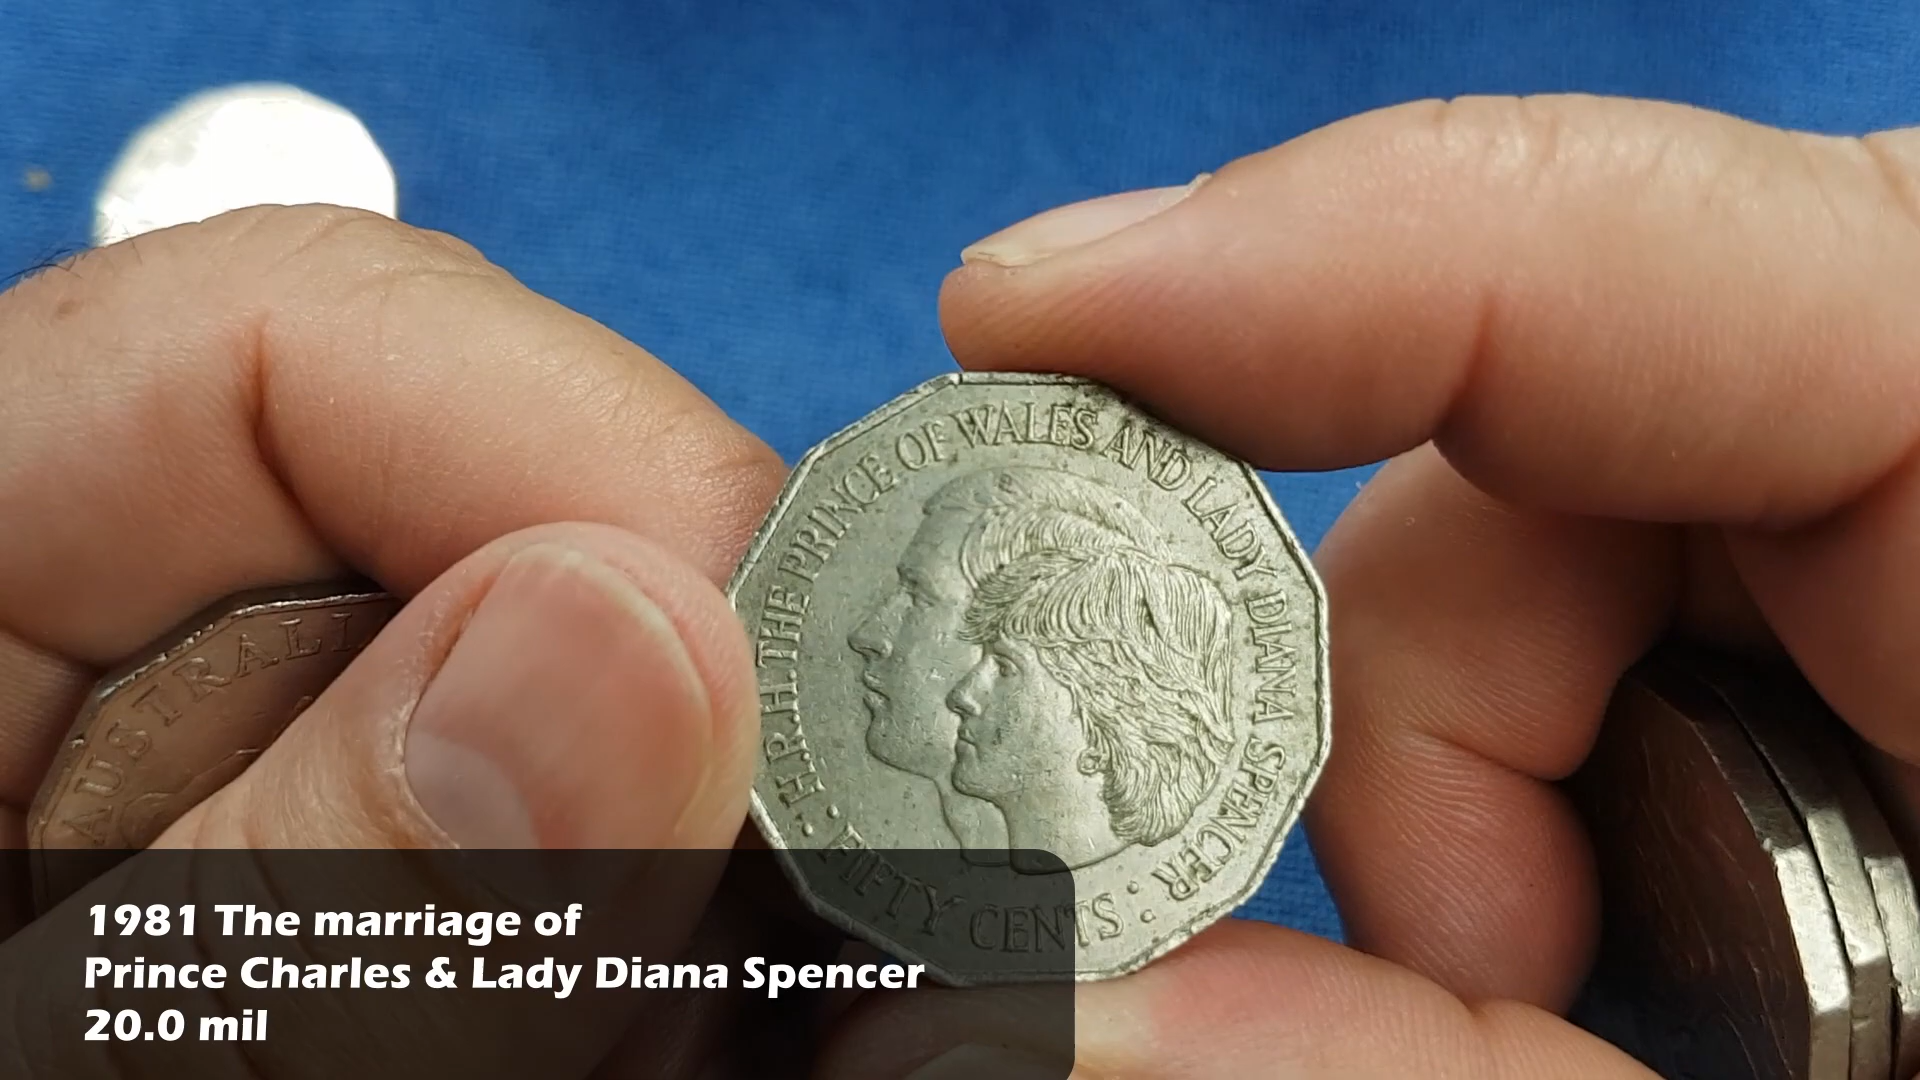 H.R.H. THE PRINCE OF WALES AND LADY DIANA SPENCER
FIFTY CENTS
AUSTRALI
1981 The marriage of
Prince Charles & Lady Diana Spencer
20.0 mil